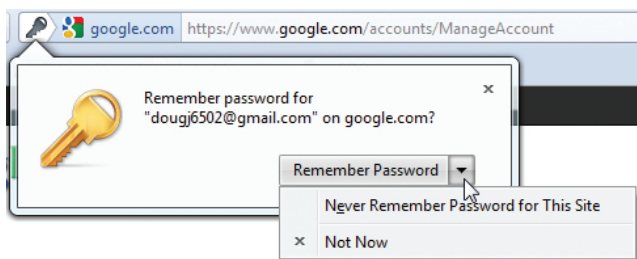 google.com https://www.google.com/accounts/ManageAccount
Remember password for
"dougj6502@gmail.com" on google.com?
Remember Password
Never Remember Password for This Site
Not Now